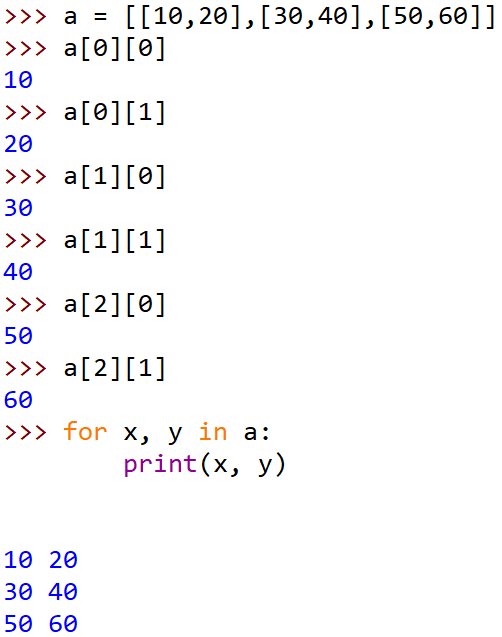 >>> a = [[10,20],[30,40],[50,60]]
>>> a[0][0]
10
>>> a[0][1]
20
>>> a[1][0]
30
>>> a[1][1]
40
>>> a[2][0]
50
>>> a[2][1]
60
>>> for x, y in a:
        print(x, y)
10 20
30 40
50 60